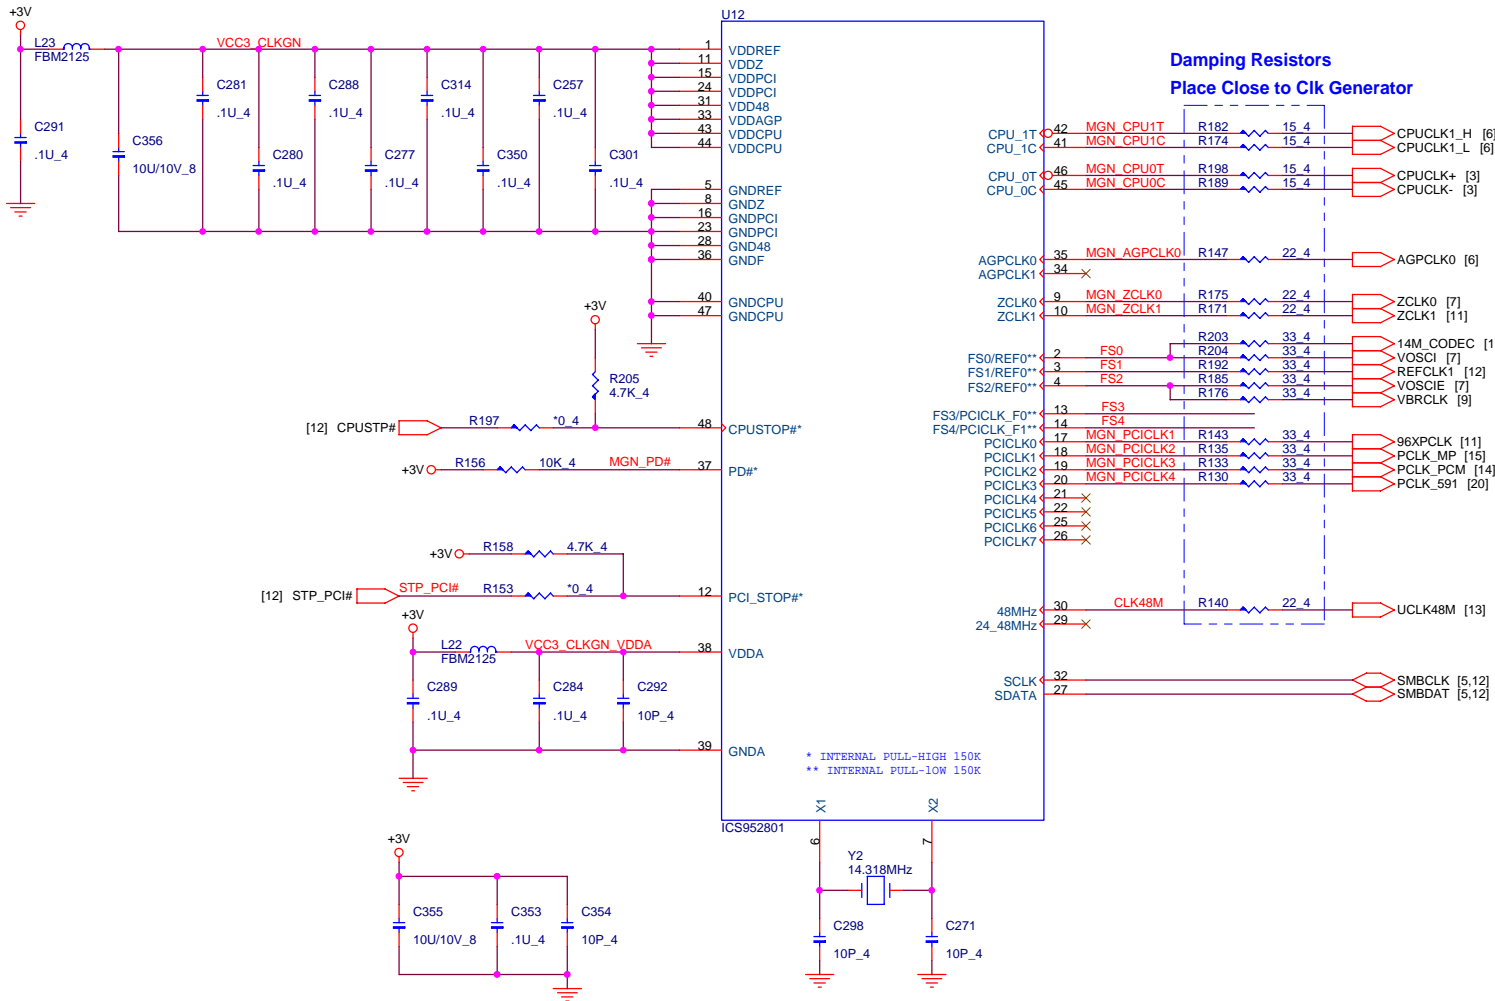 +3V
U12
L23
FBM2125
VCC3_CLKGN
C291
.1U_4
C356
10U/10V_8
C281
.1U_4
C288
.1U_4
C314
.1U_4
C257
.1U_4
C280
.1U_4
C277
.1U_4
C350
.1U_4
C301
.1U_4
1 VDDREF
11 VDDZ
15 VDDPCI
24 VDDPCI
31 VDD48
33 VDDAGP
43 VDDCPU
44 VDDCPU
5 GNDREF
8 GNDZ
16 GNDPCI
23 GNDPCI
28 GND48
36 GNDF
40 GNDCPU
47 GNDCPU
Damping Resistors
Place Close to Clk Generator
CPU_1T 42 MGN_CPU1T R182 15_4 CPUCLK1_H [6]
CPU_1C 41 MGN_CPU1C R174 15_4 CPUCLK1_L [6]
CPU_0T 46 MGN_CPU0T R198 15_4 CPUCLK+ [3]
CPU_0C 45 MGN_CPU0C R189 15_4 CPUCLK- [3]
AGPCLK0 35 MGN_AGPCLK0 R147 22_4 AGPCLK0 [6]
AGPCLK1 34
ZCLK0 9 MGN_ZCLK0 R175 22_4 ZCLK0 [7]
ZCLK1 10 MGN_ZCLK1 R171 22_4 ZCLK1 [11]
R203 33_4 14M_CODEC [1
FS0/REF0** 2 FS0 R204 33_4 VOSCI [7]
FS1/REF0** 3 FS1 R192 33_4 REFCLK1 [12]
FS2/REF0** 4 FS2 R185 33_4 VOSCIE [7]
R176 33_4 VBRCLK [9]
FS3/PCICLK_F0** 13 FS3
FS4/PCICLK_F1** 14 FS4
PCICLK0 17 MGN_PCICLK1 R143 33_4 96XPCLK [11]
PCICLK1 18 MGN_PCICLK2 R135 33_4 PCLK_MP [15]
PCICLK2 19 MGN_PCICLK3 R133 33_4 PCLK_PCM [14]
PCICLK3 20 MGN_PCICLK4 R130 33_4 PCLK_591 [20]
PCICLK4 21
PCICLK5 22
PCICLK6 25
PCICLK7 26
48MHz 30 CLK48M R140 22_4 UCLK48M [13]
24_48MHz 29
SCLK 32 SMBCLK [5,12]
SDATA 27 SMBDAT [5,12]
+3V
R205
4.7K_4
[12] CPUSTP# R197 *0_4 48 CPUSTOP#*
+3V R156 10K_4 MGN_PD# 37 PD#*
+3V R158 4.7K_4
[12] STP_PCI# STP_PCI# R153 *0_4 12 PCI_STOP#*
+3V
L22
FBM2125
VCC3_CLKGN_VDDA
38 VDDA
C289
.1U_4
C284
.1U_4
C292
10P_4
39 GNDA
* INTERNAL PULL-HIGH 150K
** INTERNAL PULL-lOW 150K
X1
X2
ICS952801
6
7
Y2
14.318MHz
C298
10P_4
C271
10P_4
+3V
C355
10U/10V_8
C353
.1U_4
C354
10P_4